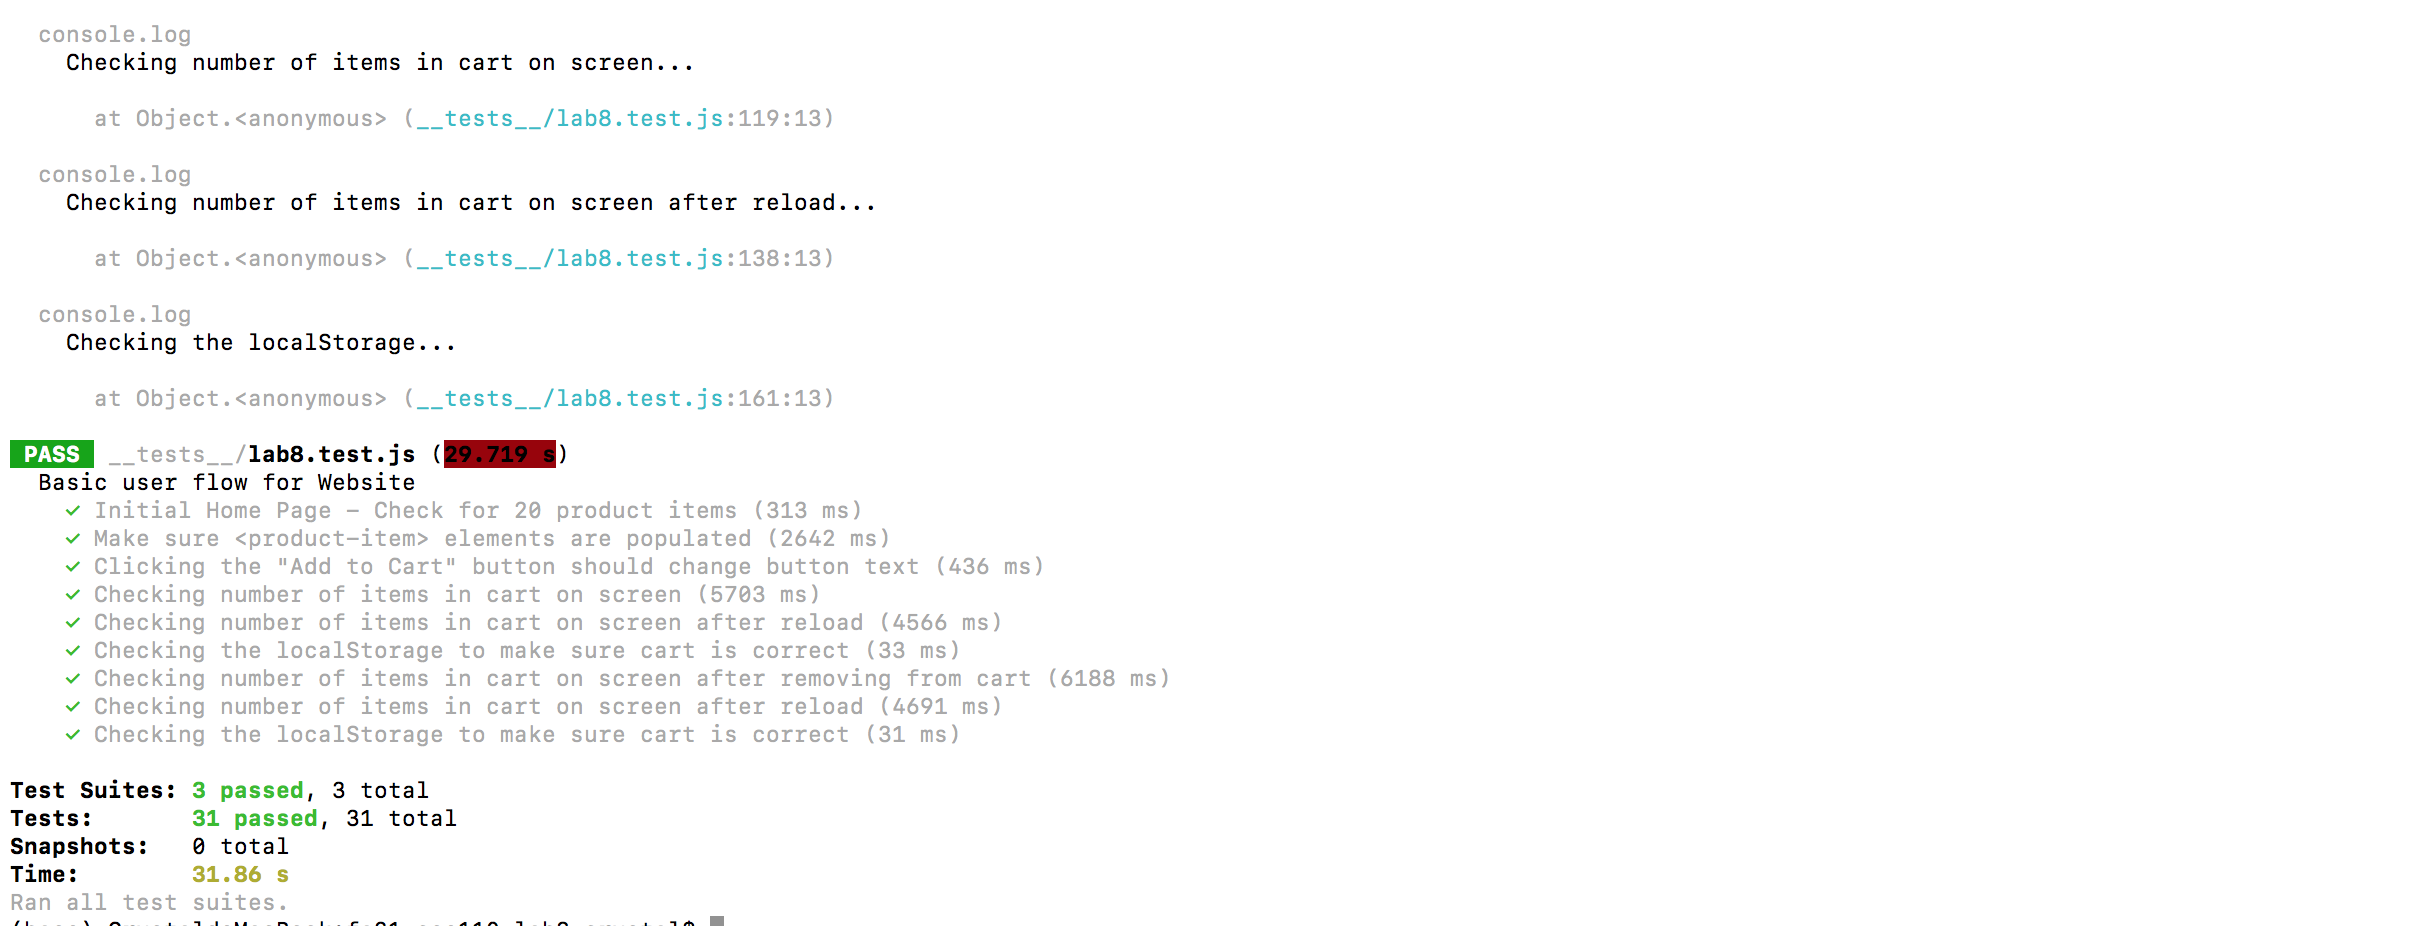 console.log
Checking number of items in cart on screen...
at Object.<anonymous> (__tests__/lab8.test.js:119:13)
console.log
Checking number of items in cart on screen after reload...
at Object.<anonymous> (__tests__/lab8.test.js:138:13)
console.log
Checking the localStorage...
at Object.<anonymous> (__tests__/lab8.test.js:161:13)
PASS __tests__/lab8.test.js (29.719 s)
Basic user flow for Website
✓ Initial Home Page – Check for 20 product items (313 ms)
✓ Make sure <product-item> elements are populated (2642 ms)
✓ Clicking the "Add to Cart" button should change button text (436 ms)
✓ Checking number of items in cart on screen (5703 ms)
✓ Checking number of items in cart on screen after reload (4566 ms)
✓ Checking the localStorage to make sure cart is correct (33 ms)
✓ Checking number of items in cart on screen after removing from cart (6188 ms)
✓ Checking number of items in cart on screen after reload (4691 ms)
✓ Checking the localStorage to make sure cart is correct (31 ms)
Test Suites: 3 passed, 3 total
Tests: 31 passed, 31 total
Snapshots: 0 total
Time: 31.86 s
Ran all test suites.